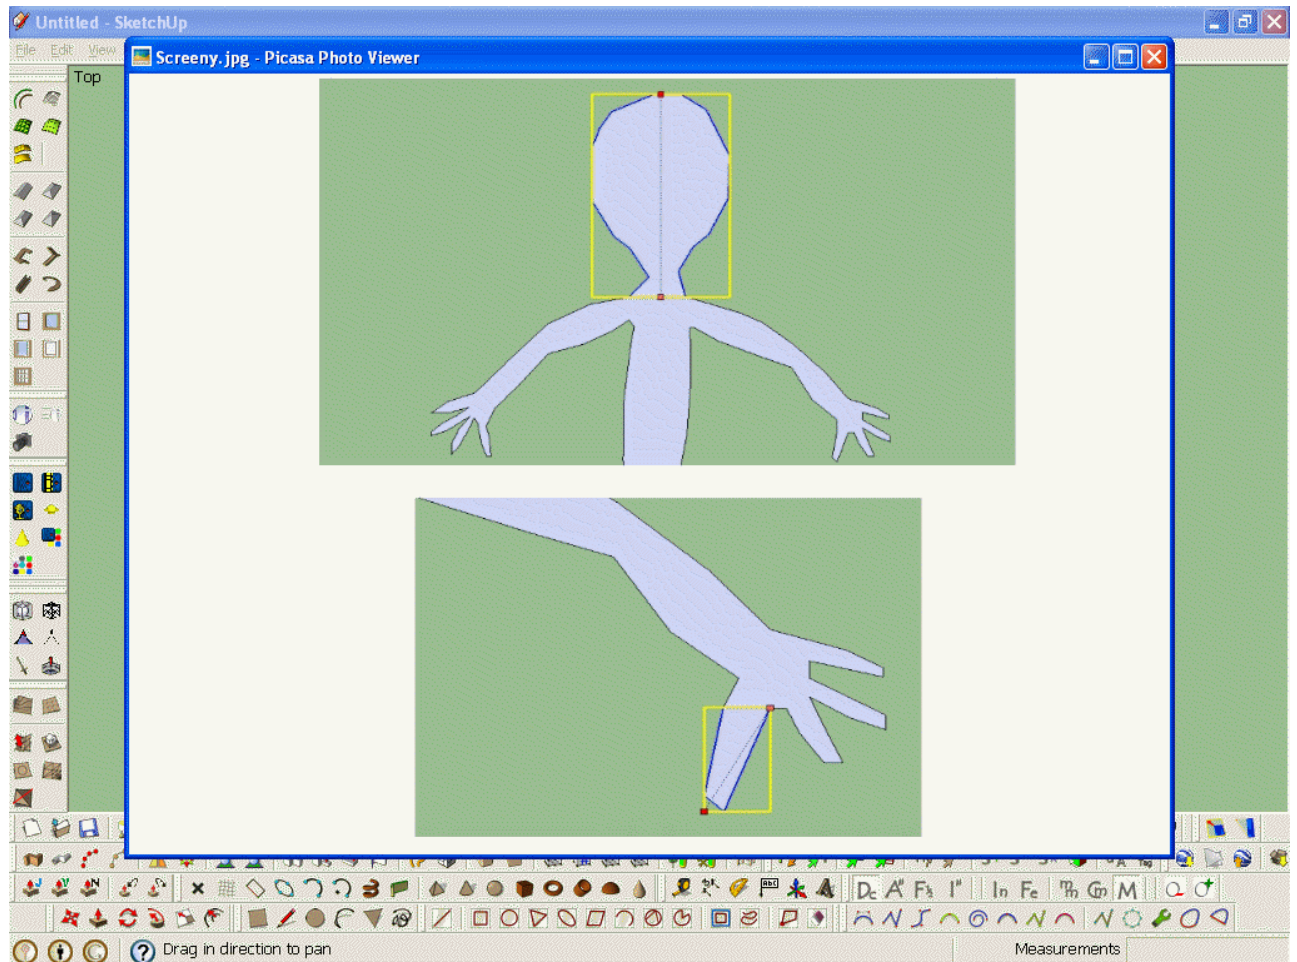 Untitled - SketchUp
File Edit View
Screeny.jpg - Picasa Photo Viewer
Top
Drag in direction to pan
Measurements